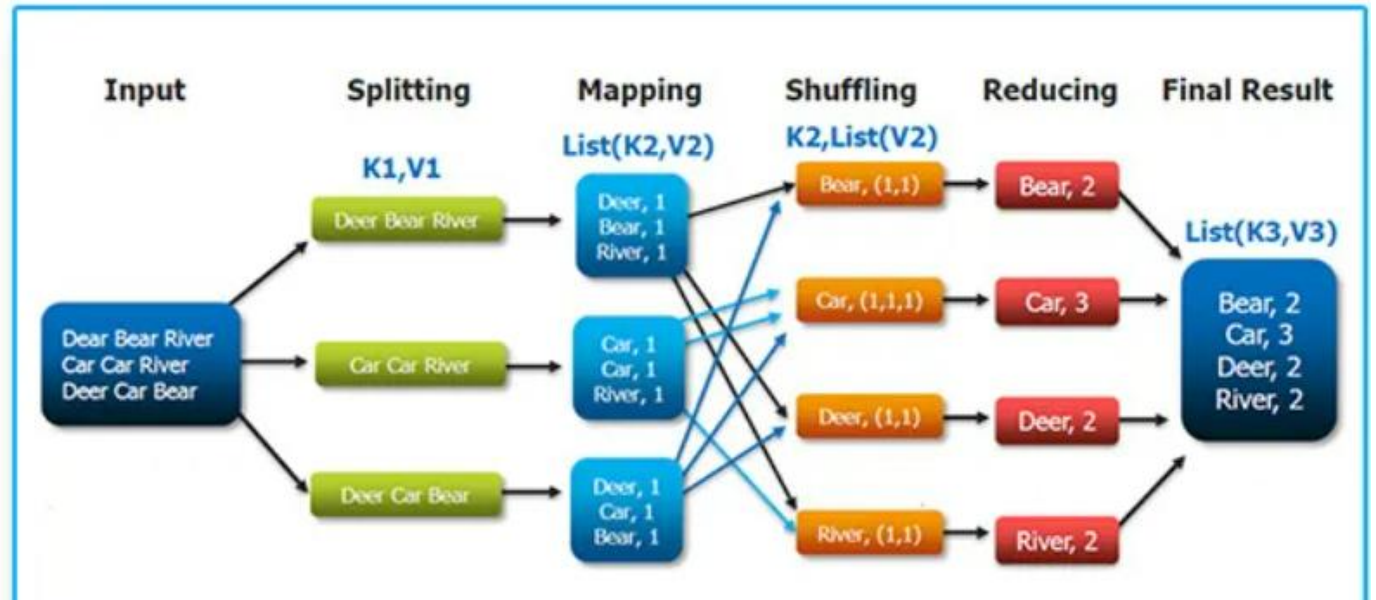 Input
Splitting
Mapping
Shuffling
Reducing
Final Result
K1,V1
List(K2,V2)
K2,List(V2)
List(K3,V3)
Dear Bear River
Car Car River
Deer Car Bear
Deer Bear River
Car Car River
Deer Car Bear
Deer, 1
Bear, 1
River, 1
Car, 1
Car, 1
River, 1
Deer, 1
Car, 1
Bear, 1
Bear, (1,1)
Car, (1,1,1)
Deer, (1,1)
River, (1,1)
Bear, 2
Car, 3
Deer, 2
River, 2
Bear, 2
Car, 3
Deer, 2
River, 2